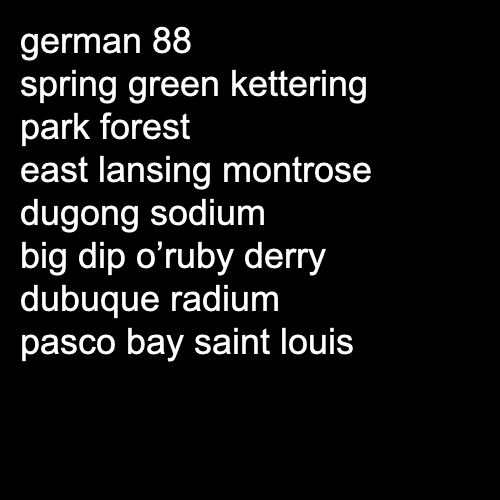 german 88
spring green kettering
park forest
east lansing montrose
dugong sodium
big dip o’ruby derry
dubuque radium
pasco bay saint louis